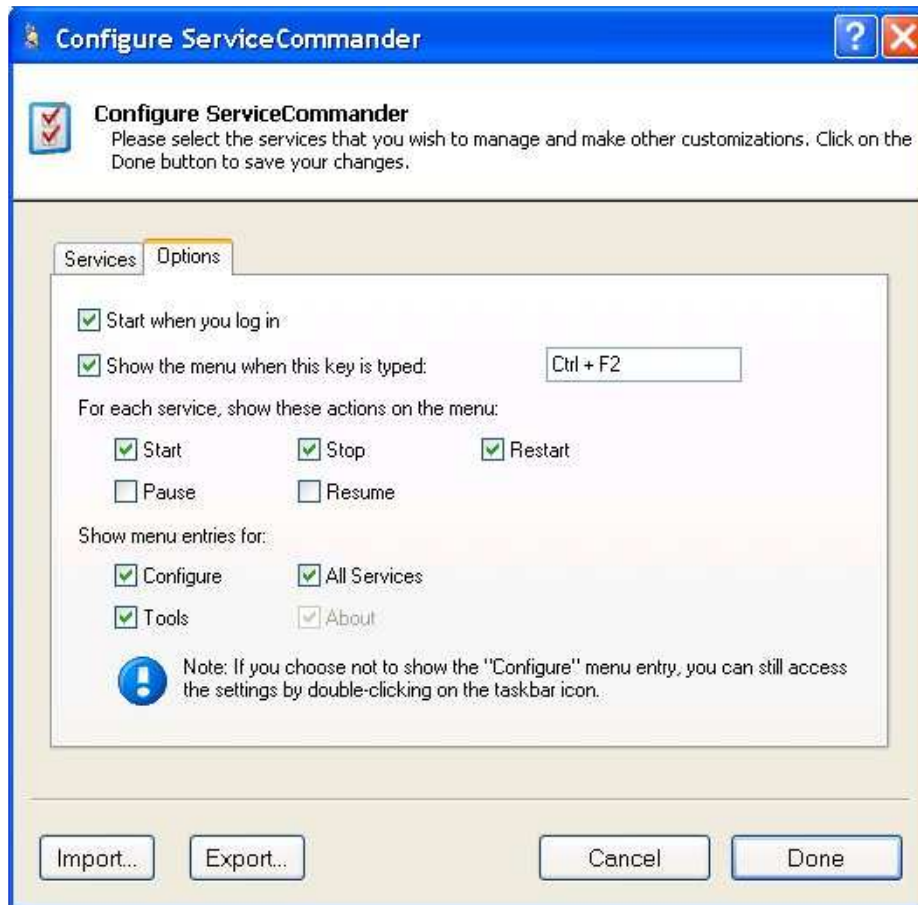 Configure ServiceCommander
Configure ServiceCommander
Please select the services that you wish to manage and make other customizations. Click on the
Done button to save your changes.
Services
Options
Start when you log in
Show the menu when this key is typed:
Ctrl + F2
For each service, show these actions on the menu:
Start
Stop
Restart
Pause
Resume
Show menu entries for:
Configure
All Services
Tools
About
Note: If you choose not to show the "Configure" menu entry, you can still access
the settings by double-clicking on the taskbar icon.
Import...
Export...
Cancel
Done